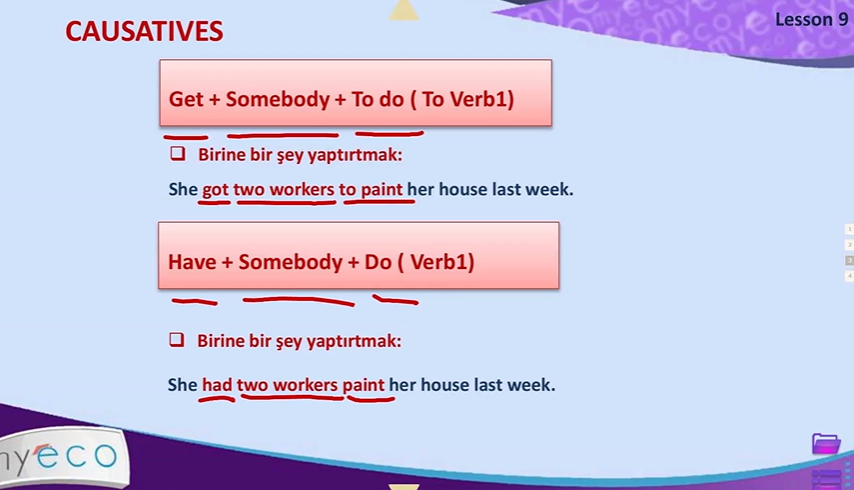 Lesson 9
CAUSATIVES
Get + Somebody + To do ( To Verb1)
Birine bir şey yaptırtmak:
She got two workers to paint her house last week.
Have + Somebody + Do ( Verb1)
Birine bir şey yaptırtmak:
She had two workers paint her house last week.
1
2
3
4
myeco